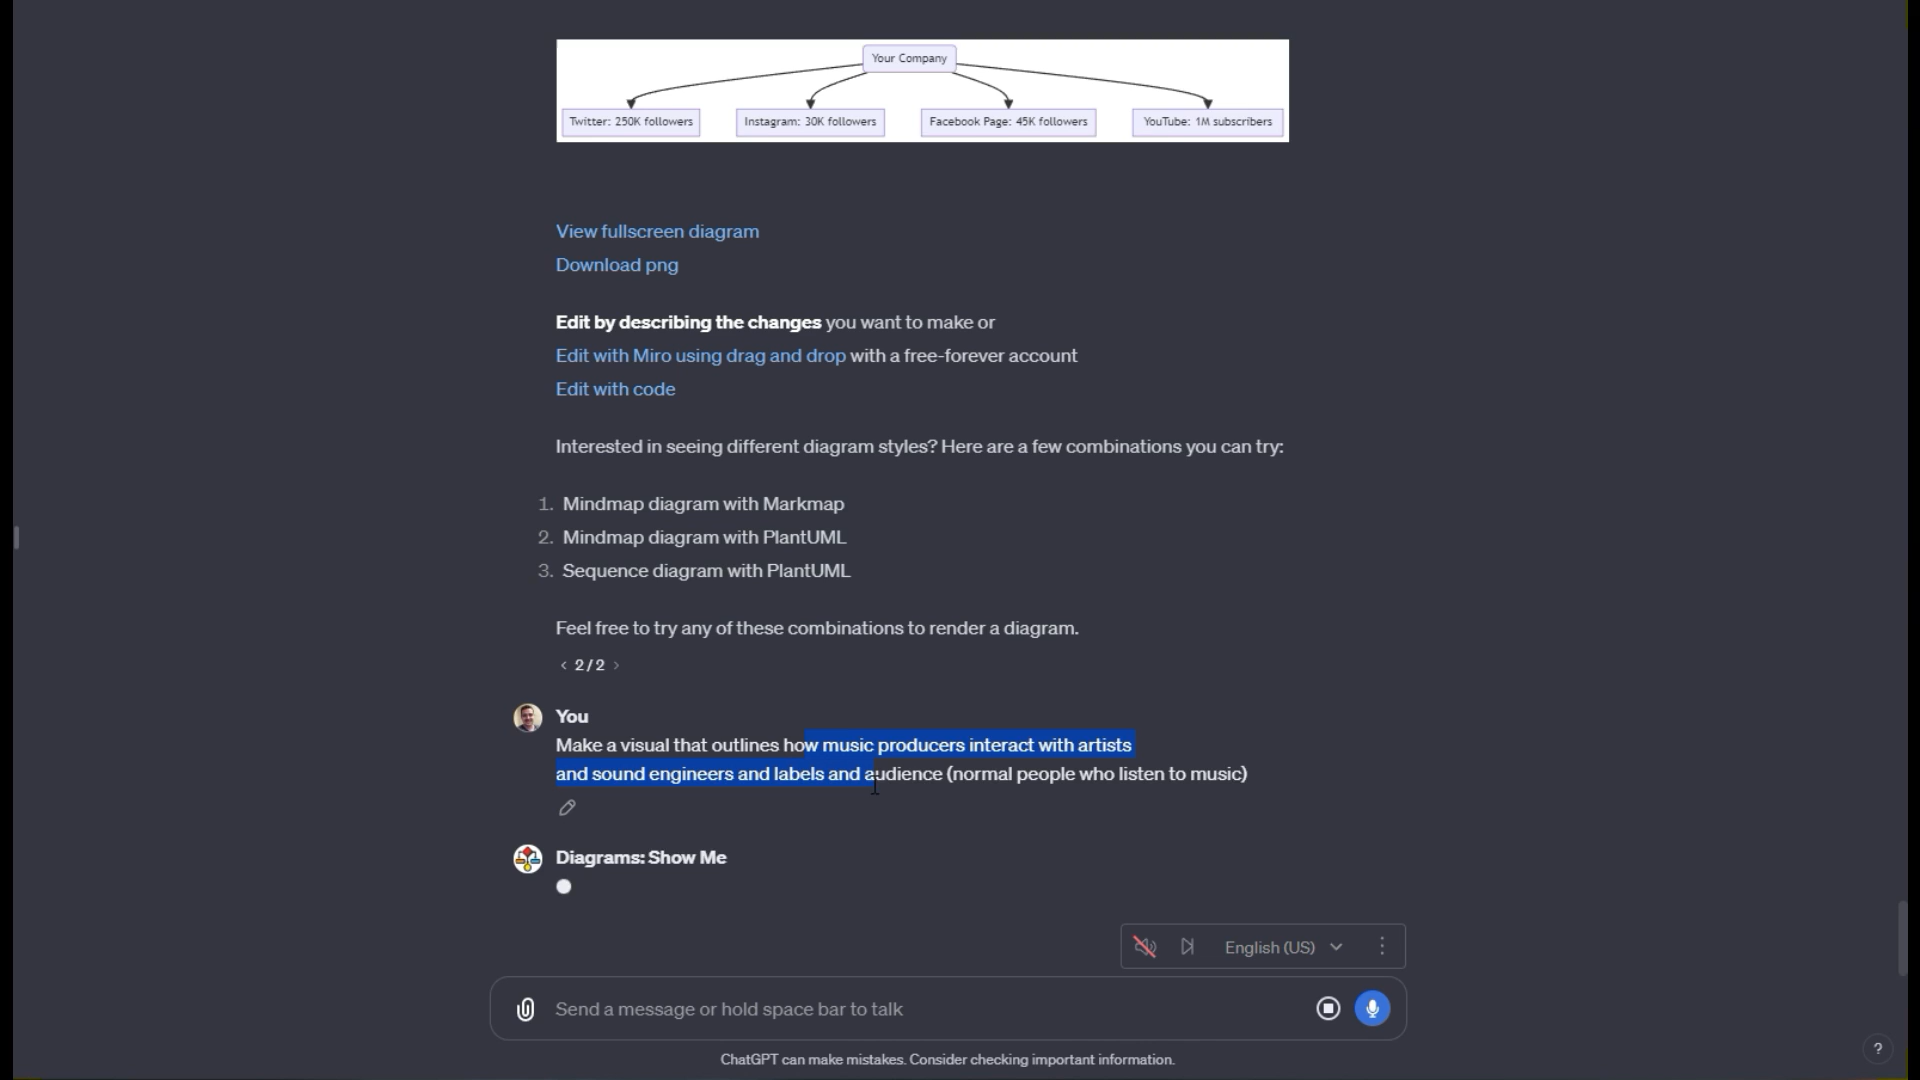 Your Company
Twitter: 250K followers
Instagram: 30K followers
Facebook Page: 45K followers
YouTube: 1M subscribers
View fullscreen diagram
Download png
Edit by describing the changes you want to make or
Edit with Miro using drag and drop with a free-forever account
Edit with code
Interested in seeing different diagram styles? Here are a few combinations you can try:
1. Mindmap diagram with Markmap
2. Mindmap diagram with PlantUML
3. Sequence diagram with PlantUML
Feel free to try any of these combinations to render a diagram.
< 2 / 2 >
You
Make a visual that outlines how music producers interact with artists
and sound engineers and labels and audience (normal people who listen to music)
Diagrams: Show Me
English (US)
Send a message or hold space bar to talk
ChatGPT can make mistakes. Consider checking important information.
?